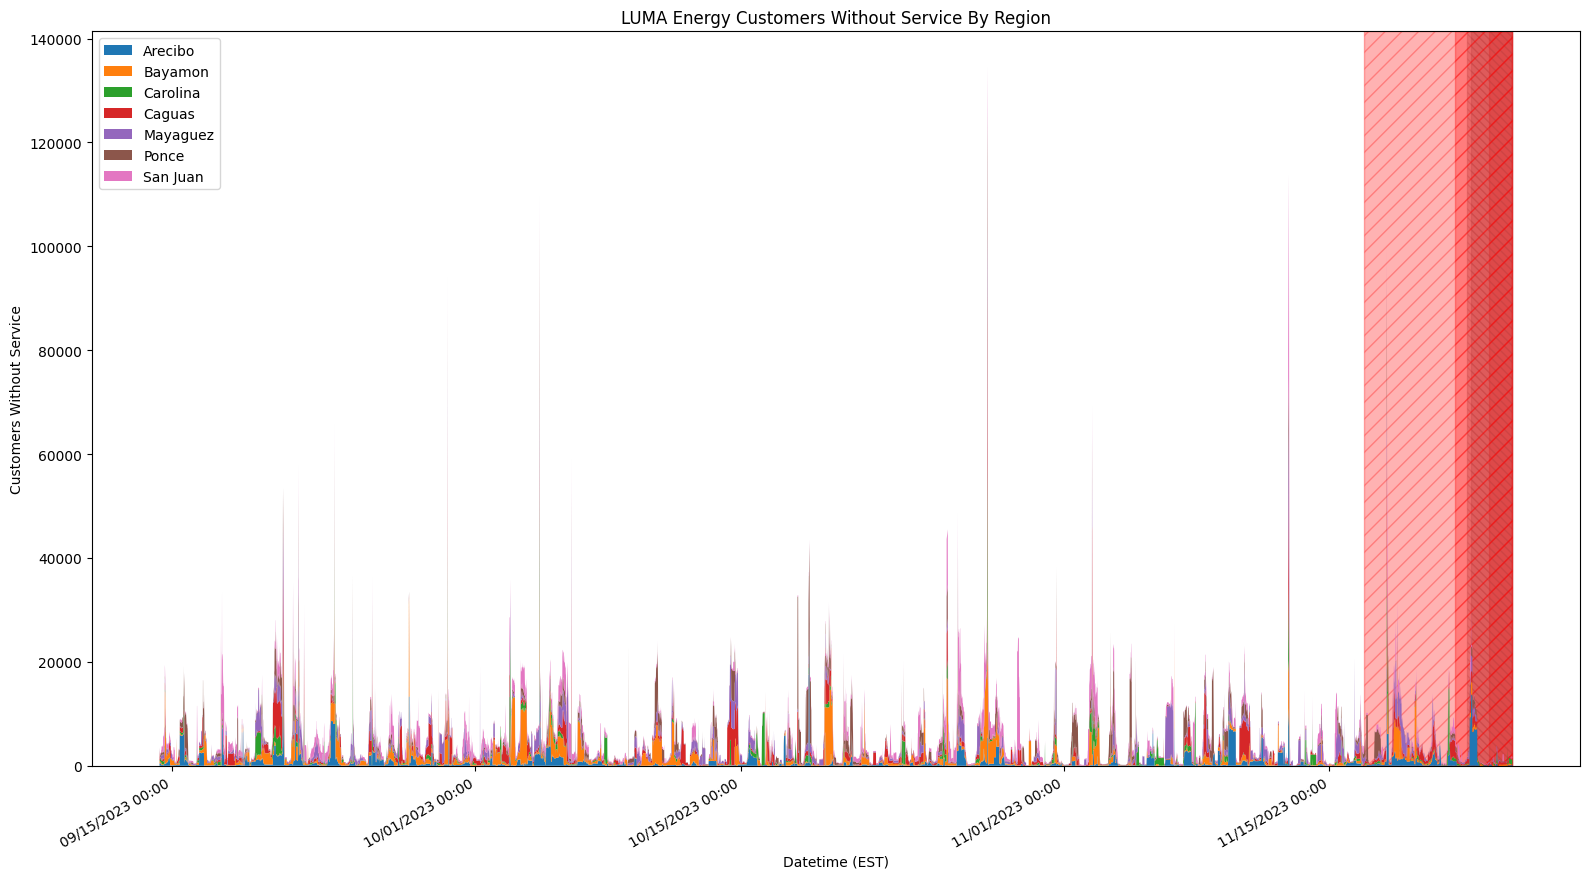 LUMA Energy Customers Without Service By Region
140000
120000
100000
80000
60000
40000
20000
0
Customers Without Service
Arecibo
Bayamon
Carolina
Caguas
Mayaguez
Ponce
San Juan
09/15/2023 00:00
10/01/2023 00:00
10/15/2023 00:00
11/01/2023 00:00
11/15/2023 00:00
Datetime (EST)